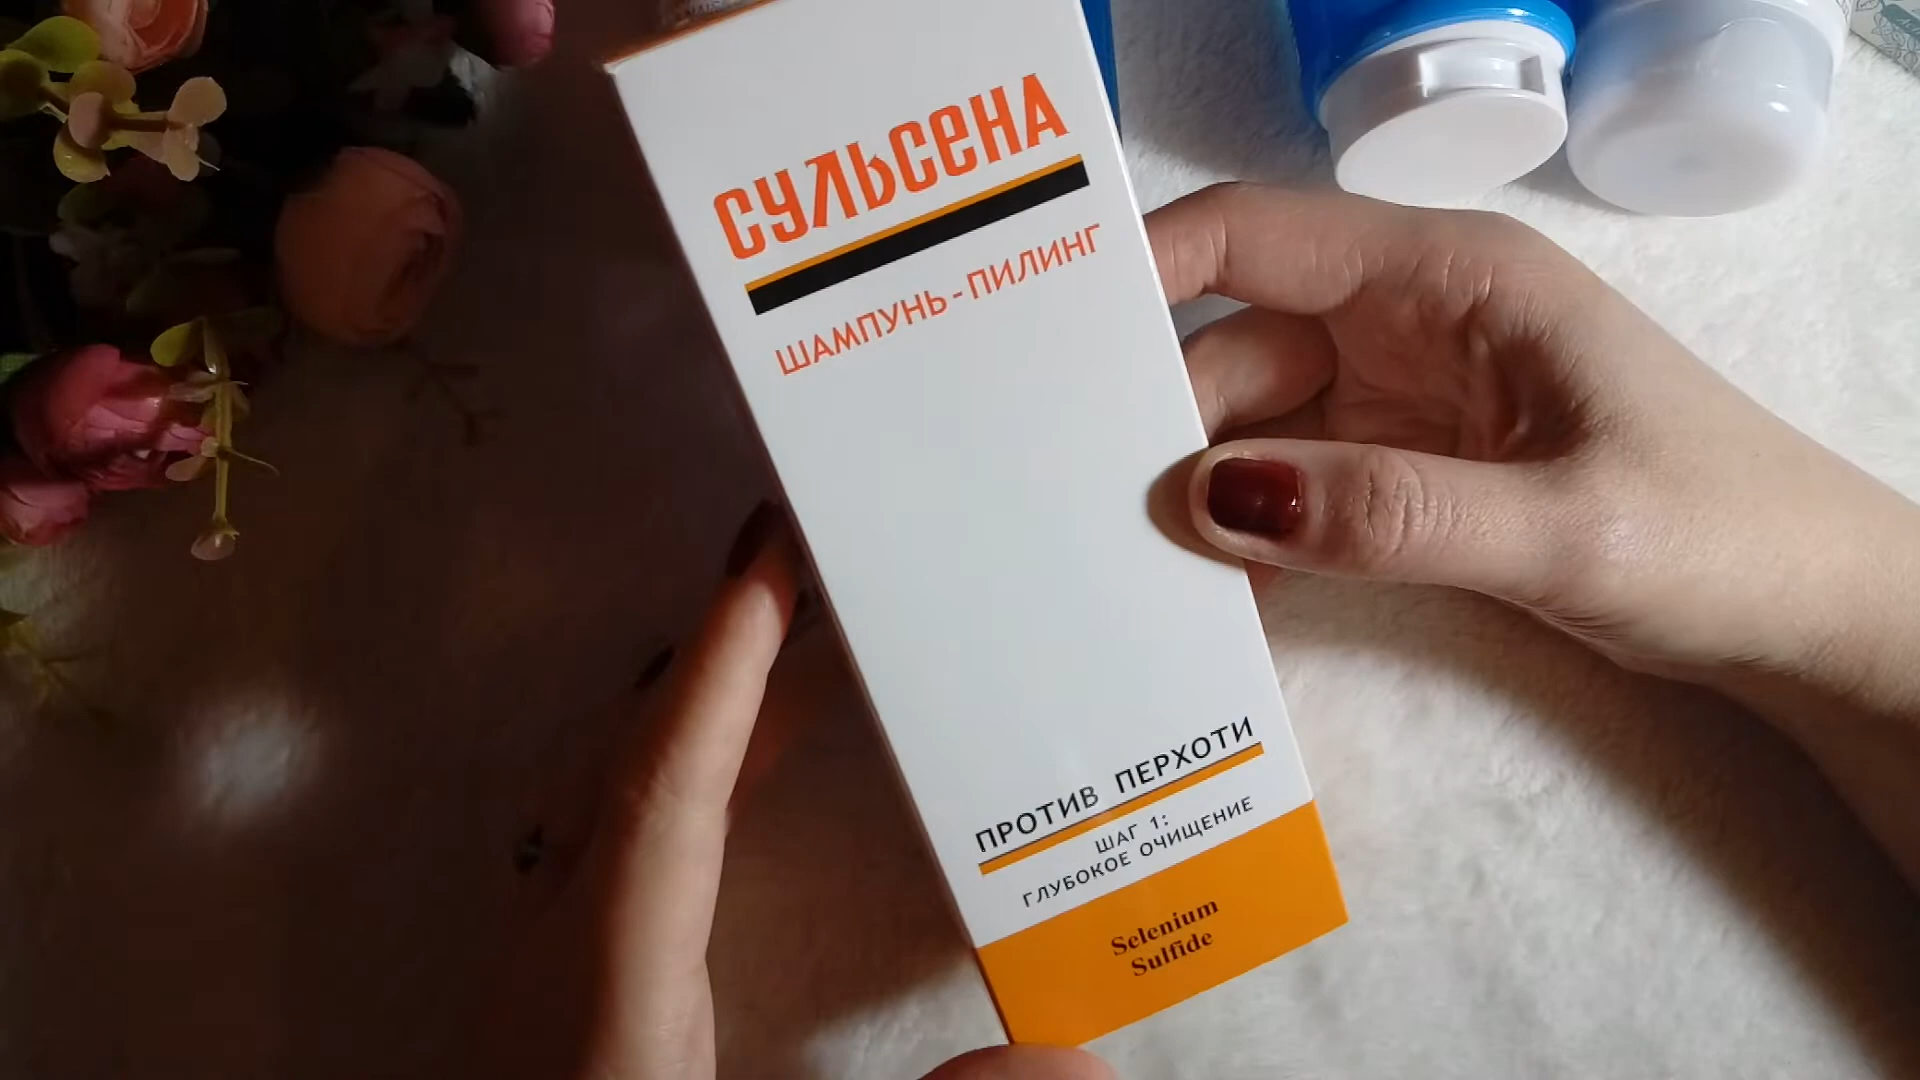 СУЛЬСЕНА
ШАМПУНЬ-ПИЛИНГ
ПРОТИВ ПЕРХОТИ
ШАГ 1:
ГЛУБОКОЕ ОЧИЩЕНИЕ
Selenium
Sulfide